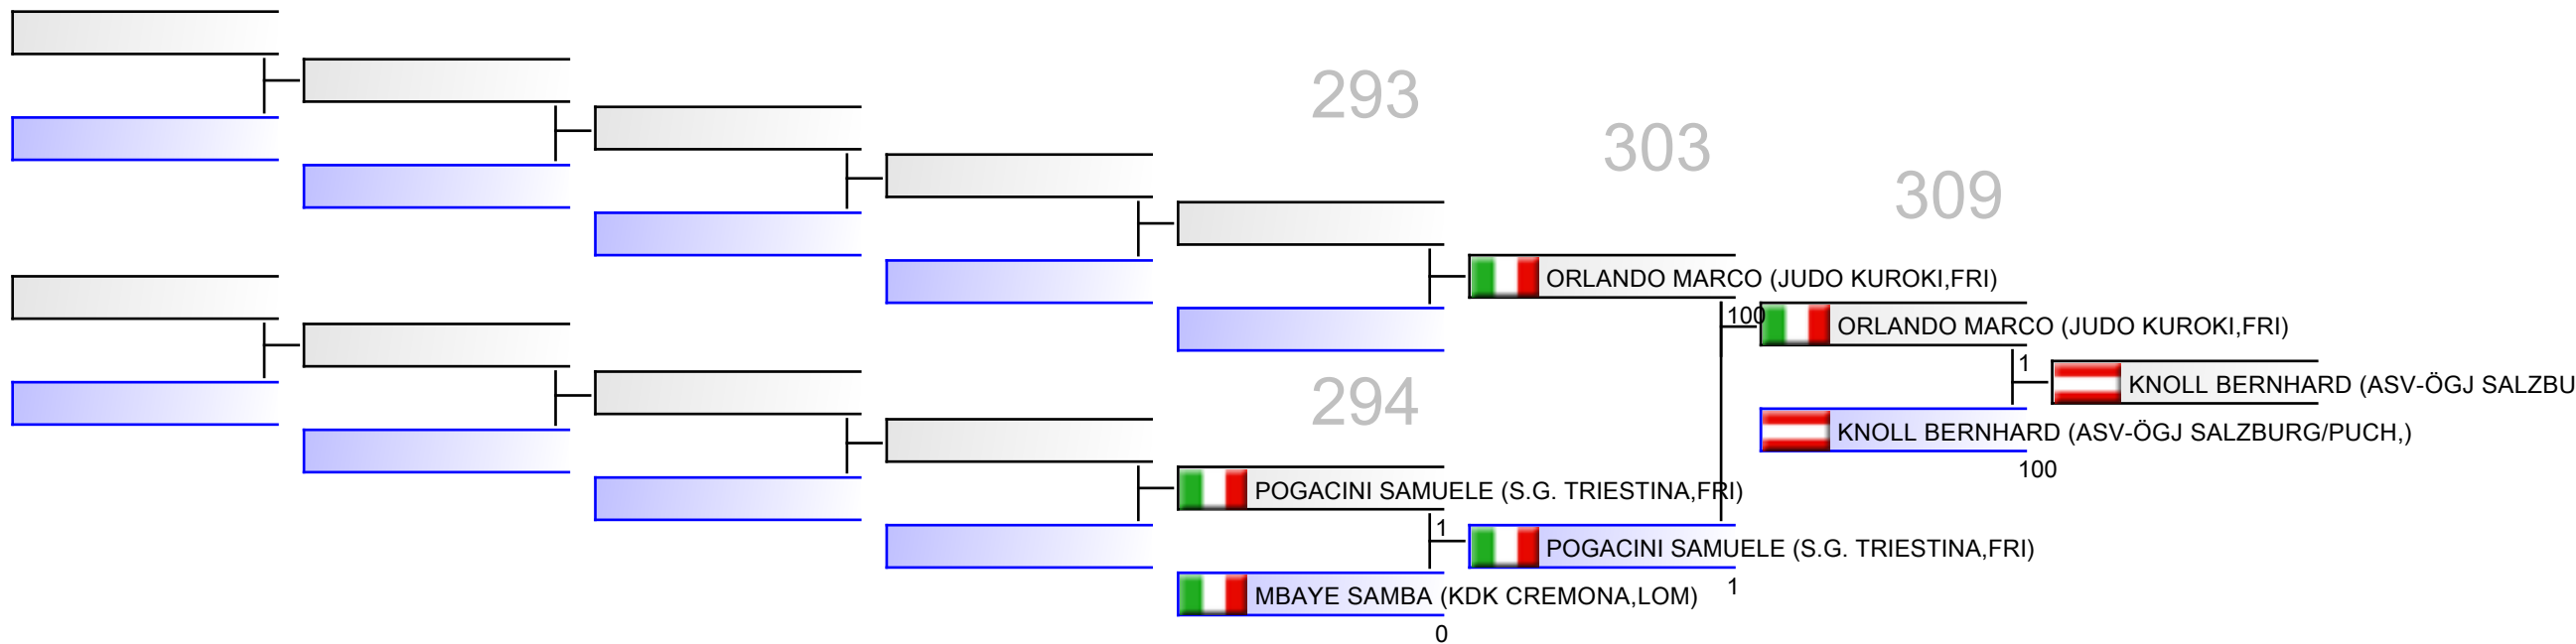 293
303
309
ORLANDO MARCO (JUDO KUROKI,FRI)
100
ORLANDO MARCO (JUDO KUROKI,FRI)
1
KNOLL BERNHARD (ASV-ÖGJ SALZBU
294
KNOLL BERNHARD (ASV-ÖGJ SALZBURG/PUCH,)
100
POGACINI SAMUELE (S.G. TRIESTINA,FRI)
1
POGACINI SAMUELE (S.G. TRIESTINA,FRI)
1
MBAYE SAMBA (KDK CREMONA,LOM)
0